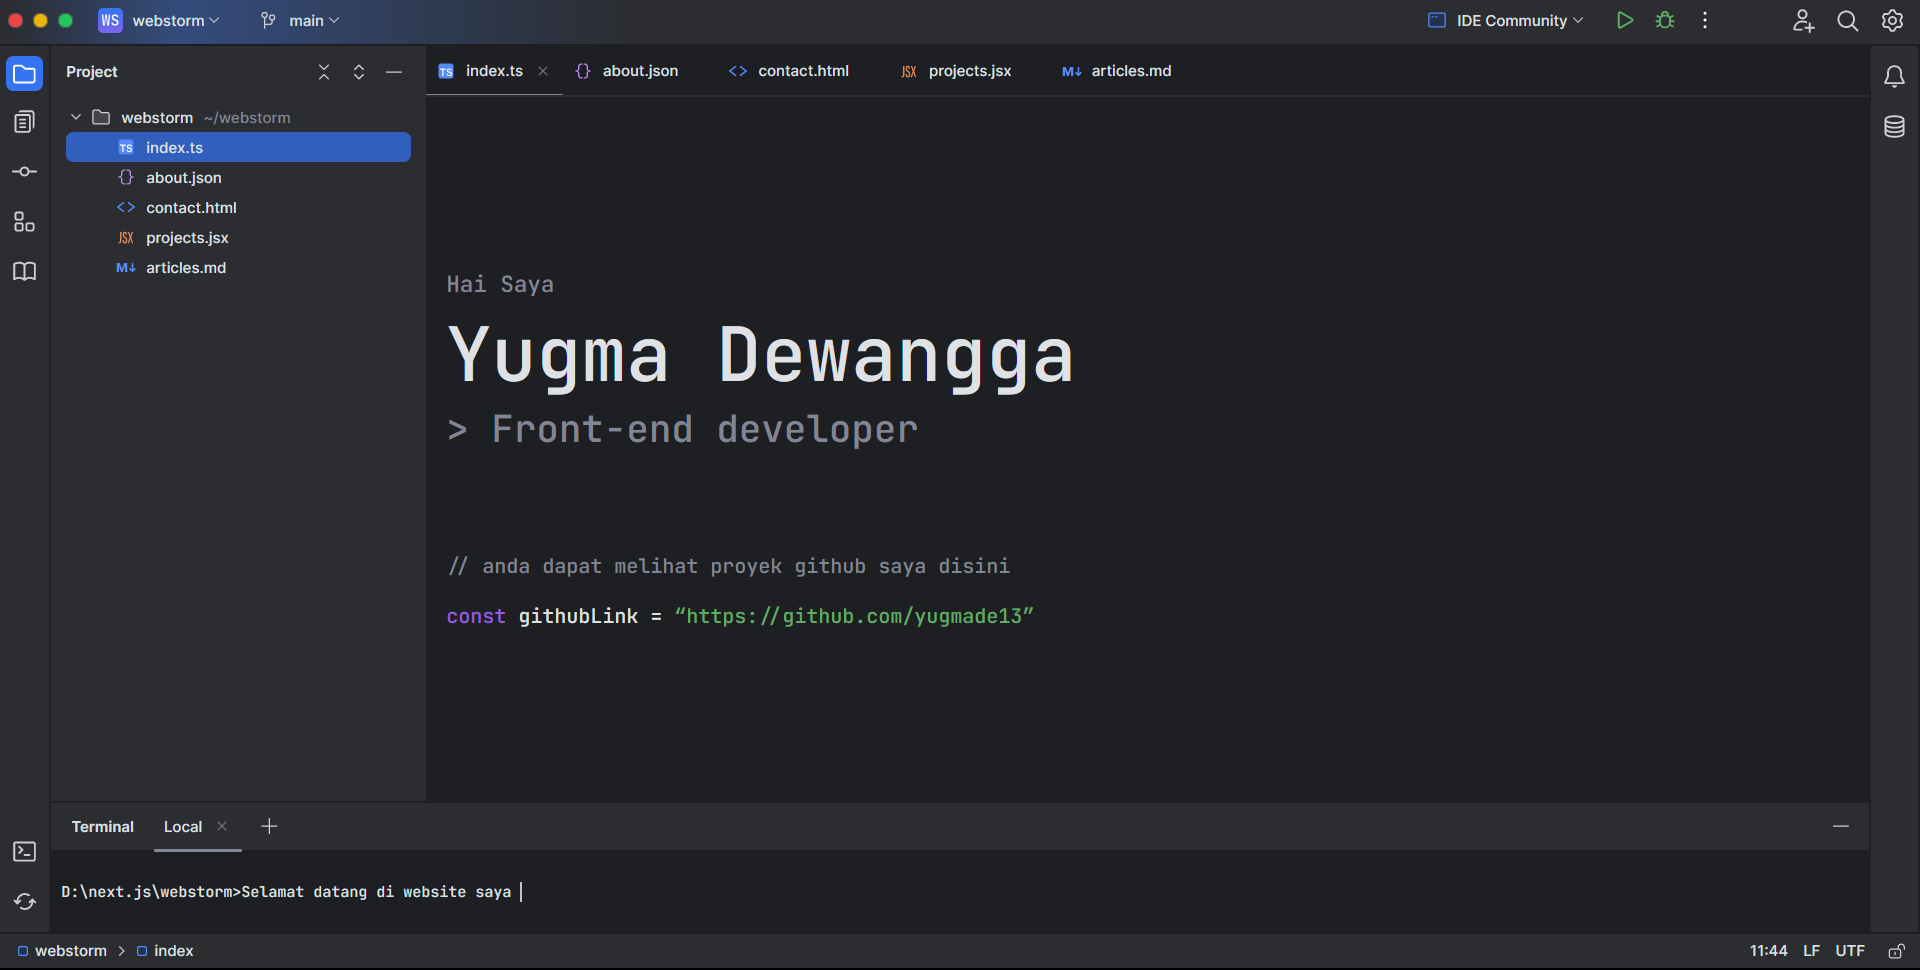 WS webstorm main IDE Community
Project
TS index.ts {} about.json <> contact.html JSX projects.jsx M↓ articles.md
webstorm ~/webstorm
TS index.ts
{} about.json
<> contact.html
JSX projects.jsx
M↓ articles.md
Hai Saya
Yugma Dewangga
> Front-end developer
// anda dapat melihat proyek github saya disini
const githubLink = “https://github.com/yugmade13”
Terminal Local
D:\next.js\webstorm>Selamat datang di website saya
webstorm > index
11:44 LF UTF